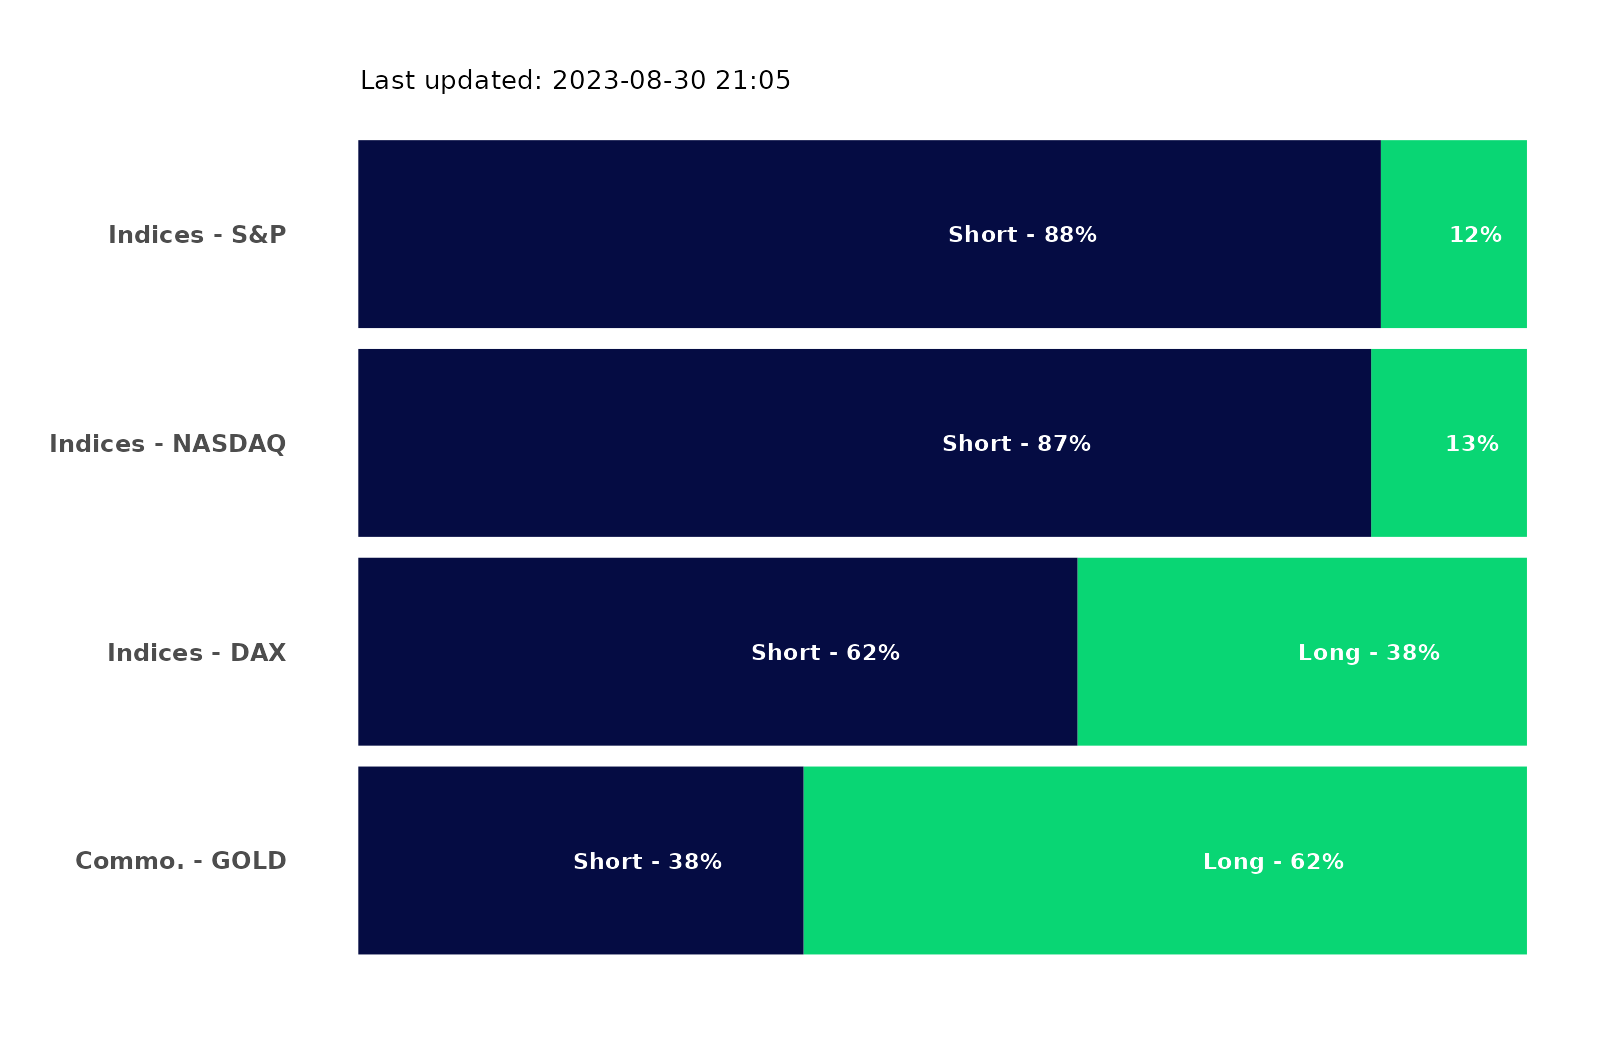 Last updated: 2023-08-30 21:05
Indices - S&P Short - 88% 12%
Indices - NASDAQ Short - 87% 13%
Indices - DAX Short - 62% Long - 38%
Commo. - GOLD Short - 38% Long - 62%